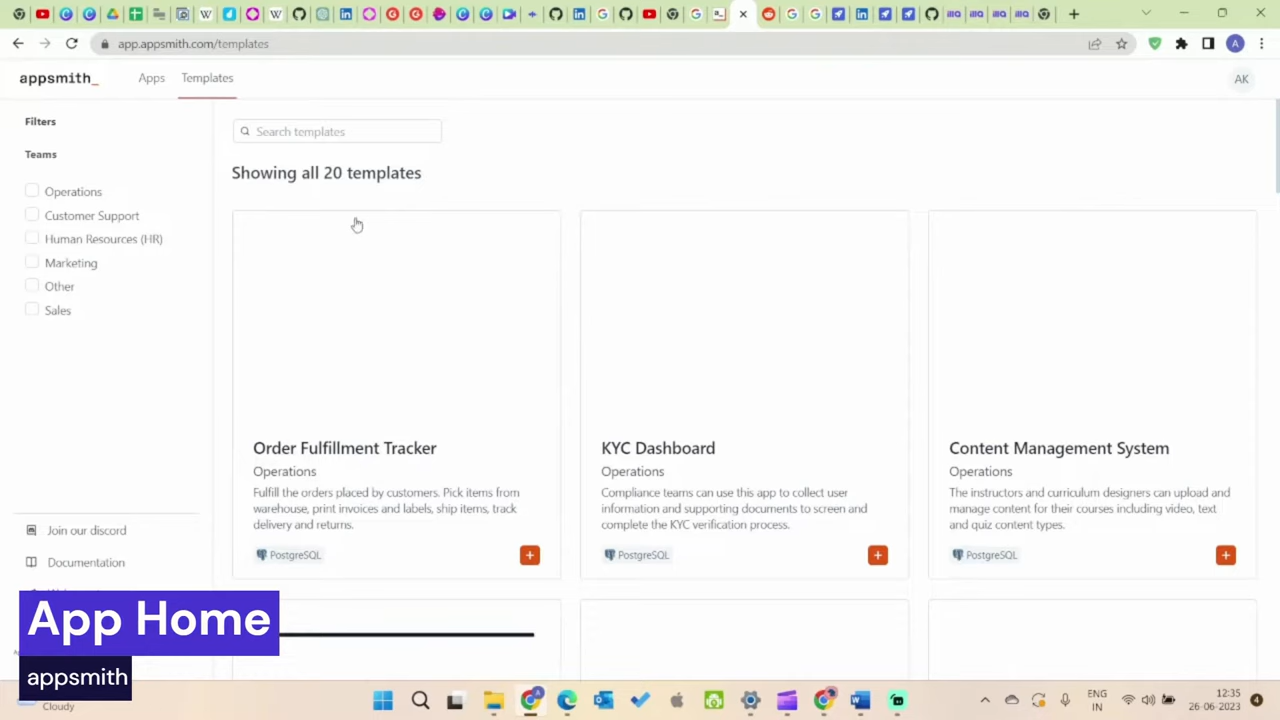 app.appsmith.com/templates
A
appsmith_
Apps
Templates
AK
Filters
Teams
Operations
Customer Support
Human Resources (HR)
Marketing
Other
Sales
Search templates
Showing all 20 templates
Order Fulfillment Tracker
Operations
Fulfill the orders placed by customers. Pick items from
warehouse, print invoices and labels, ship items, track
delivery and returns.
PostgreSQL
KYC Dashboard
Operations
Compliance teams can use this app to collect user
information and supporting documents to screen and
complete the KYC verification process.
PostgreSQL
Content Management System
Operations
The instructors and curriculum designers can upload and
manage content for their courses including video, text
and quiz content types.
PostgreSQL
Join our discord
Documentation
App Home
appsmith
Cloudy
ENG
IN
12:35
26-06-2023